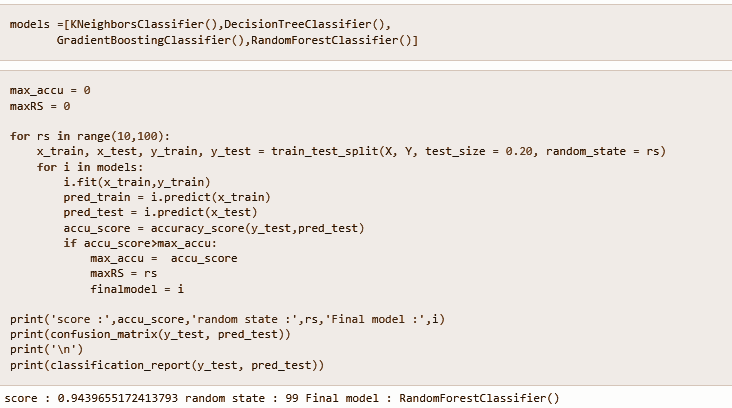 models =[KNeighborsClassifier(),DecisionTreeClassifier(),
       GradientBoostingClassifier(),RandomForestClassifier()]
max_accu = 0
maxRS = 0
for rs in range(10,100):
    x_train, x_test, y_train, y_test = train_test_split(X, Y, test_size = 0.20, random_state = rs)
    for i in models:
        i.fit(x_train,y_train)
        pred_train = i.predict(x_train)
        pred_test = i.predict(x_test)
        accu_score = accuracy_score(y_test,pred_test)
        if accu_score>max_accu:
            max_accu =  accu_score
            maxRS = rs
            finalmodel = i
print('score :',accu_score,'random state :',rs,'Final model :',i)
print(confusion_matrix(y_test, pred_test))
print('\n')
print(classification_report(y_test, pred_test))
score : 0.9439655172413793 random state : 99 Final model : RandomForestClassifier()